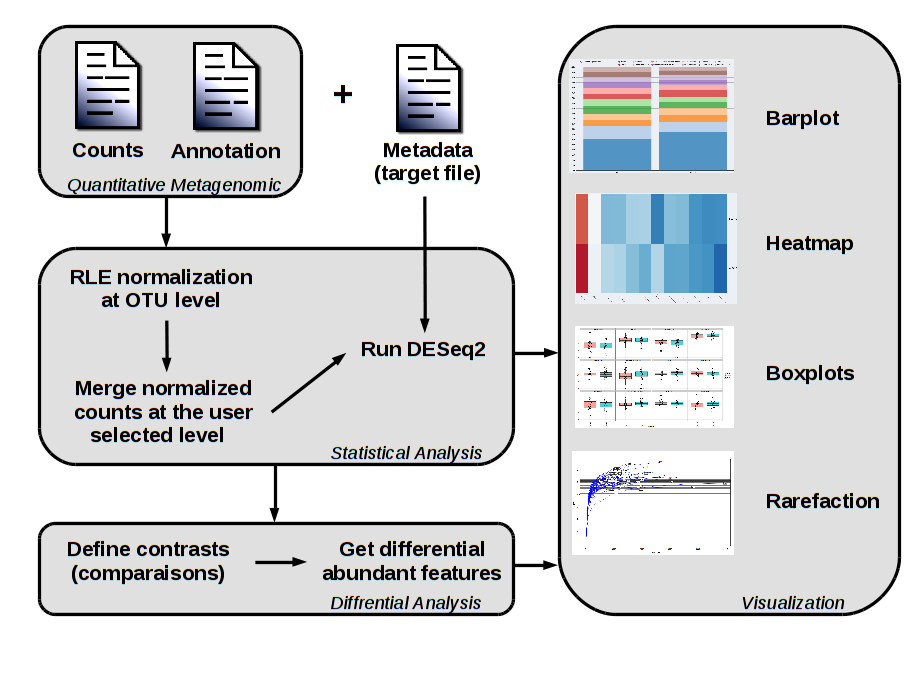 Counts
Annotation
Quantitative Metagenomic
+
Metadata
(target file)
RLE normalization
at OTU level
Merge normalized
counts at the user
selected level
Run DESeq2
Statistical Analysis
Define contrasts
(comparaisons)
Get differential
abundant features
Diffrential Analysis
Barplot
Heatmap
Boxplots
Rarefaction
Visualization